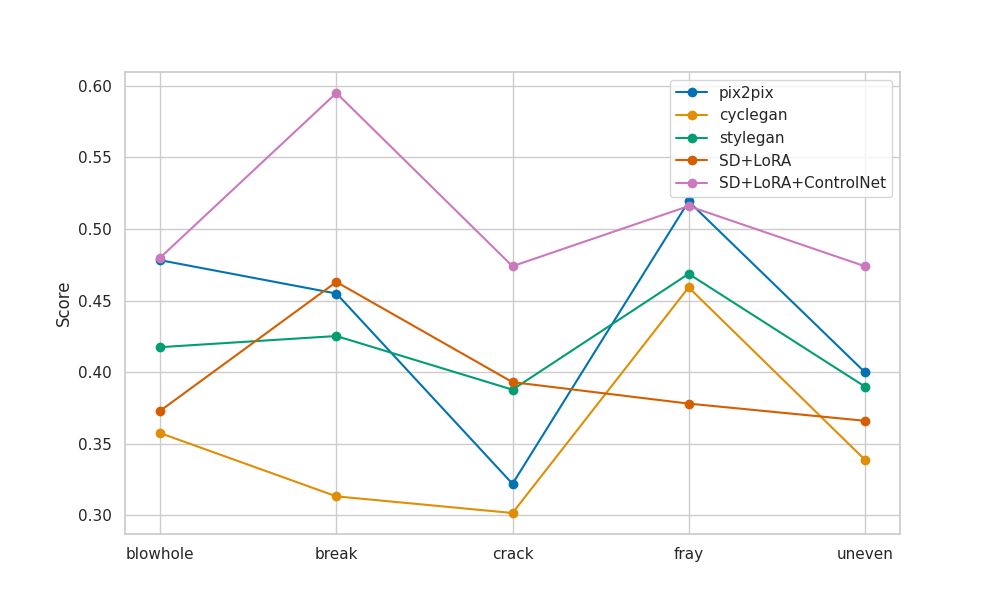 0.60
0.55
0.50
0.45
0.40
0.35
0.30
Score
pix2pix
cyclegan
stylegan
SD+LoRA
SD+LoRA+ControlNet
blowhole break crack fray uneven